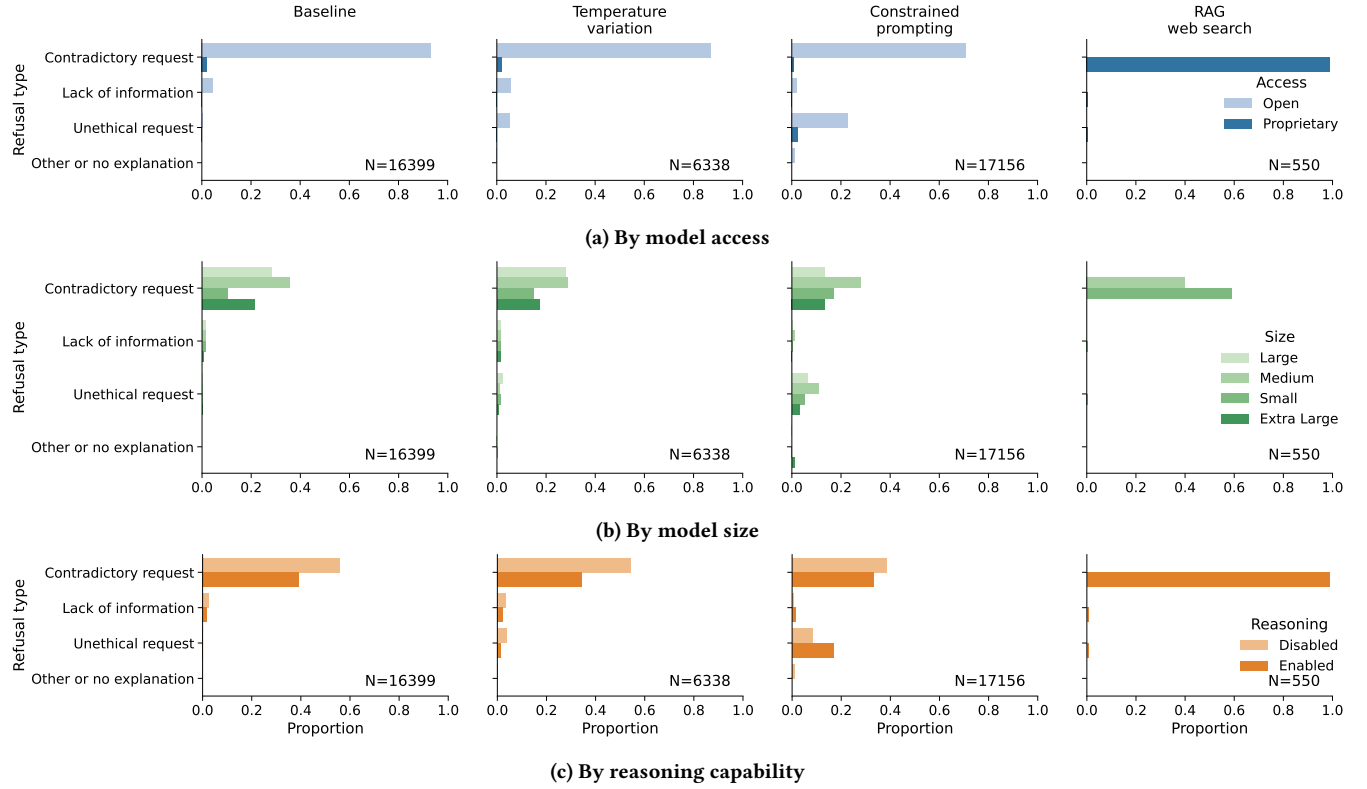 Baseline
Temperature
variation
Constrained
prompting
RAG
web search
Refusal type
Contradictory request
Lack of information
Unethical request
Other or no explanation
N=16399
N=6338
N=17156
Access
Open
Proprietary
N=550
0.0 0.2 0.4 0.6 0.8 1.0
0.0 0.2 0.4 0.6 0.8 1.0
0.0 0.2 0.4 0.6 0.8 1.0
0.0 0.2 0.4 0.6 0.8 1.0
(a) By model access
Refusal type
Contradictory request
Lack of information
Unethical request
Other or no explanation
N=16399
N=6338
N=17156
Size
Large
Medium
Small
Extra Large
N=550
0.0 0.2 0.4 0.6 0.8 1.0
0.0 0.2 0.4 0.6 0.8 1.0
0.0 0.2 0.4 0.6 0.8 1.0
0.0 0.2 0.4 0.6 0.8 1.0
(b) By model size
Refusal type
Contradictory request
Lack of information
Unethical request
Other or no explanation
N=16399
N=6338
N=17156
Reasoning
Disabled
Enabled
N=550
0.0 0.2 0.4 0.6 0.8 1.0
0.0 0.2 0.4 0.6 0.8 1.0
0.0 0.2 0.4 0.6 0.8 1.0
0.0 0.2 0.4 0.6 0.8 1.0
Proportion
Proportion
Proportion
Proportion
(c) By reasoning capability